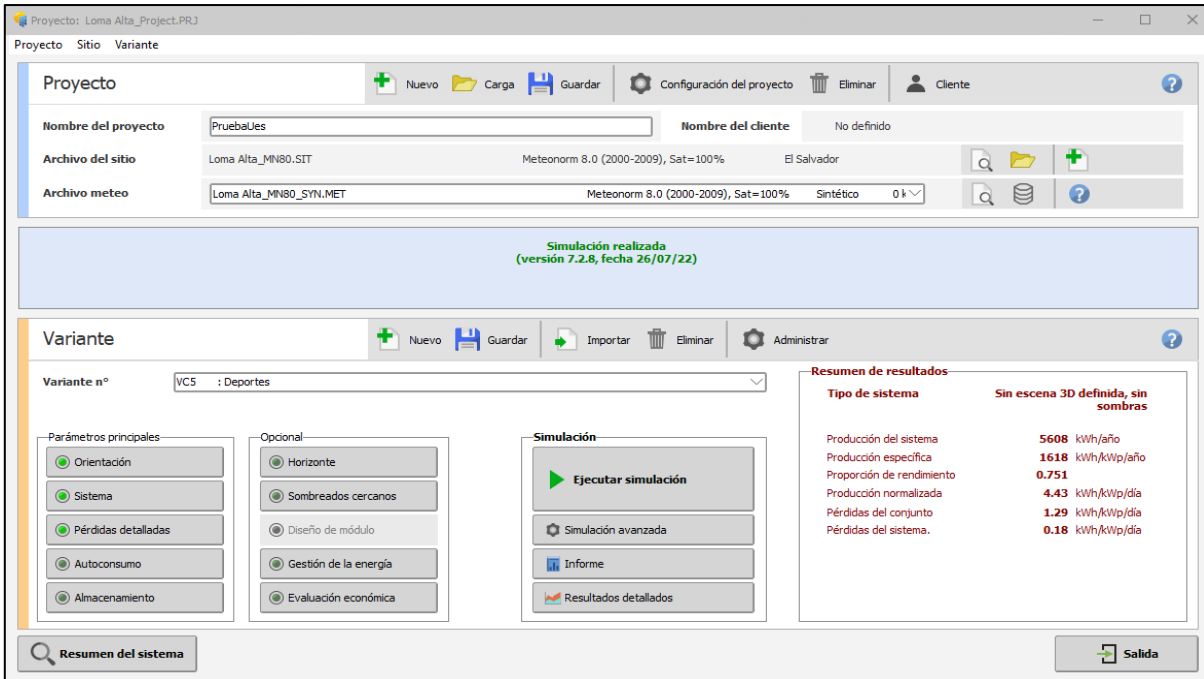 Proyecto: Loma Alta_Project.PRJ
Proyecto Sitio Variante
Proyecto Nuevo Carga Guardar Configuración del proyecto Eliminar Cliente
Nombre del proyecto PruebaUes Nombre del cliente No definido
Archivo del sitio Loma Alta_MN80.SIT Meteonorm 8.0 (2000-2009), Sat=100% El Salvador
Archivo meteo Loma Alta_MN80_SYN.MET Meteonorm 8.0 (2000-2009), Sat=100% Sintético 0 k
Simulación realizada
(versión 7.2.8, fecha 26/07/22)
Variante Nuevo Guardar Importar Eliminar Administrar
Variante n° VC5 : Deportes
Parámetros principales
Orientación
Sistema
Pérdidas detalladas
Autoconsumo
Almacenamiento
Opcional
Horizonte
Sombreados cercanos
Diseño de módulo
Gestión de la energía
Evaluación económica
Simulación
Ejecutar simulación
Simulación avanzada
Informe
Resultados detallados
Resumen de resultados
Tipo de sistema Sin escena 3D definida, sin
sombras
Producción del sistema 5608 kWh/año
Producción específica 1618 kWh/kWp/año
Proporción de rendimiento 0.751
Producción normalizada 4.43 kWh/kWp/día
Pérdidas del conjunto 1.29 kWh/kWp/día
Pérdidas del sistema. 0.18 kWh/kWp/día
Resumen del sistema
Salida